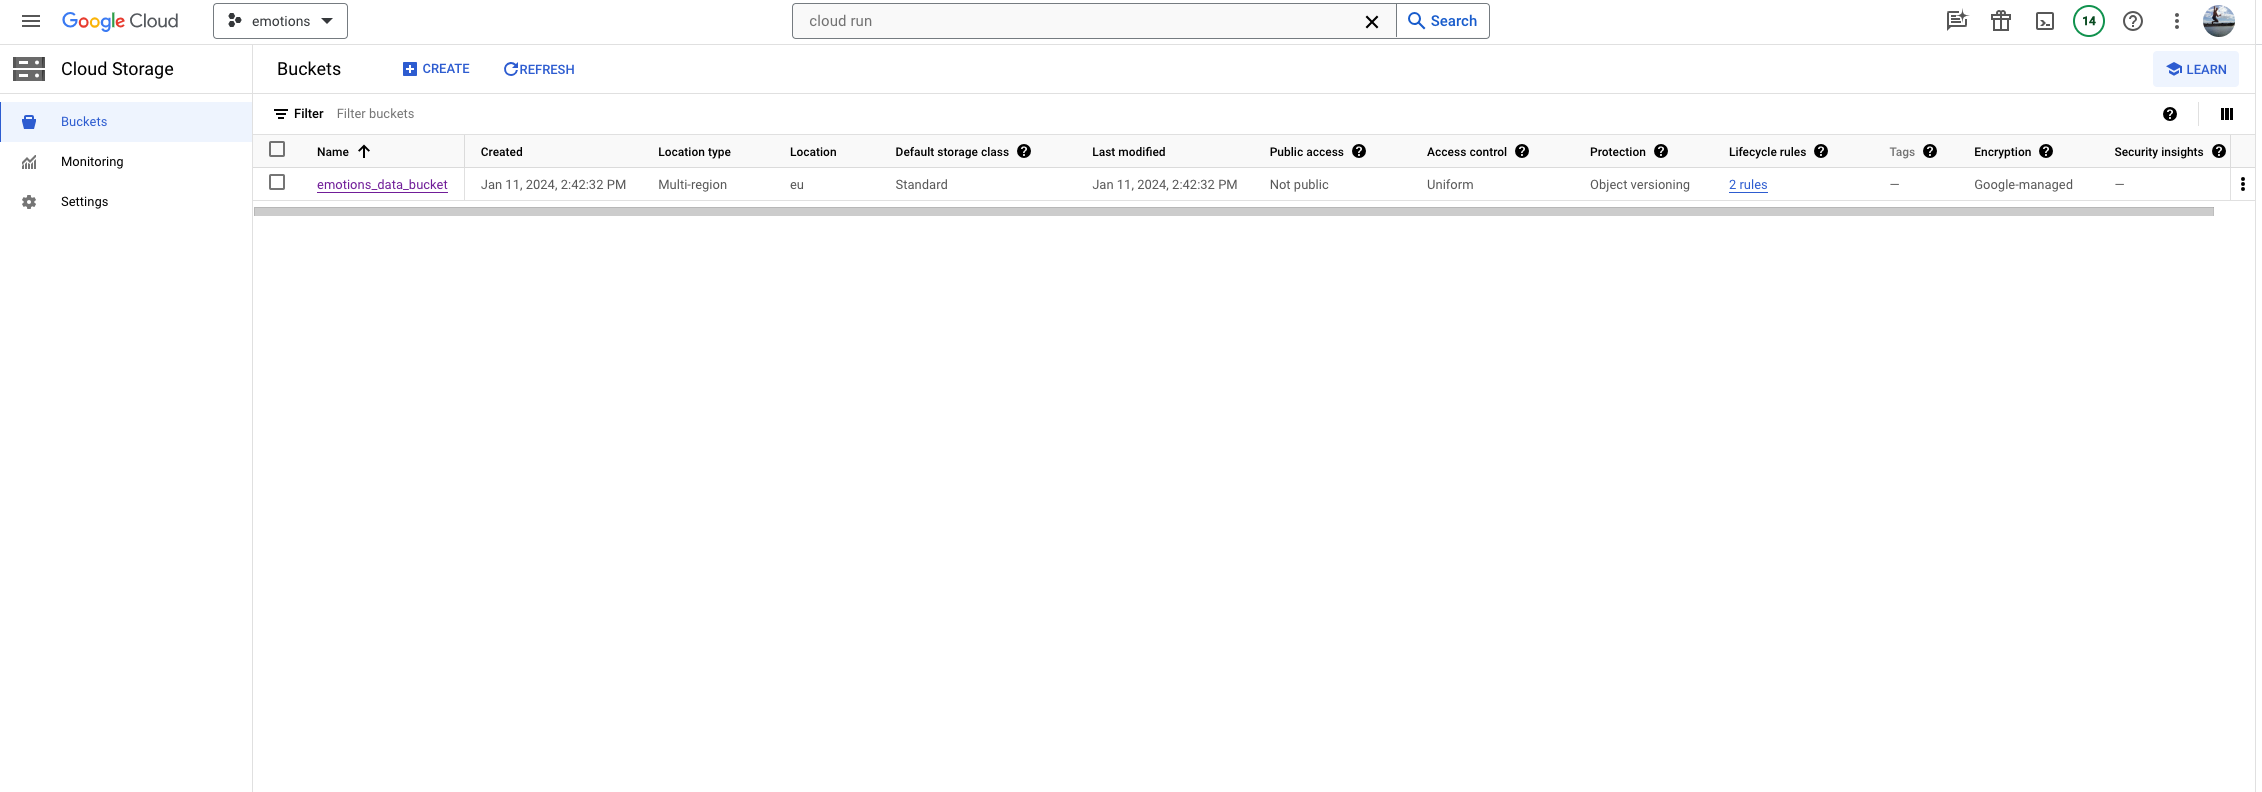 Google Cloud
emotions
cloud run
Search
14
Cloud Storage
Buckets
CREATE
REFRESH
LEARN
Buckets
Monitoring
Settings
Filter Filter buckets
Name Created Location type Location Default storage class Last modified Public access Access control Protection Lifecycle rules Tags Encryption Security insights
emotions_data_bucket Jan 11, 2024, 2:42:32 PM Multi-region eu Standard Jan 11, 2024, 2:42:32 PM Not public Uniform Object versioning 2 rules — Google-managed —